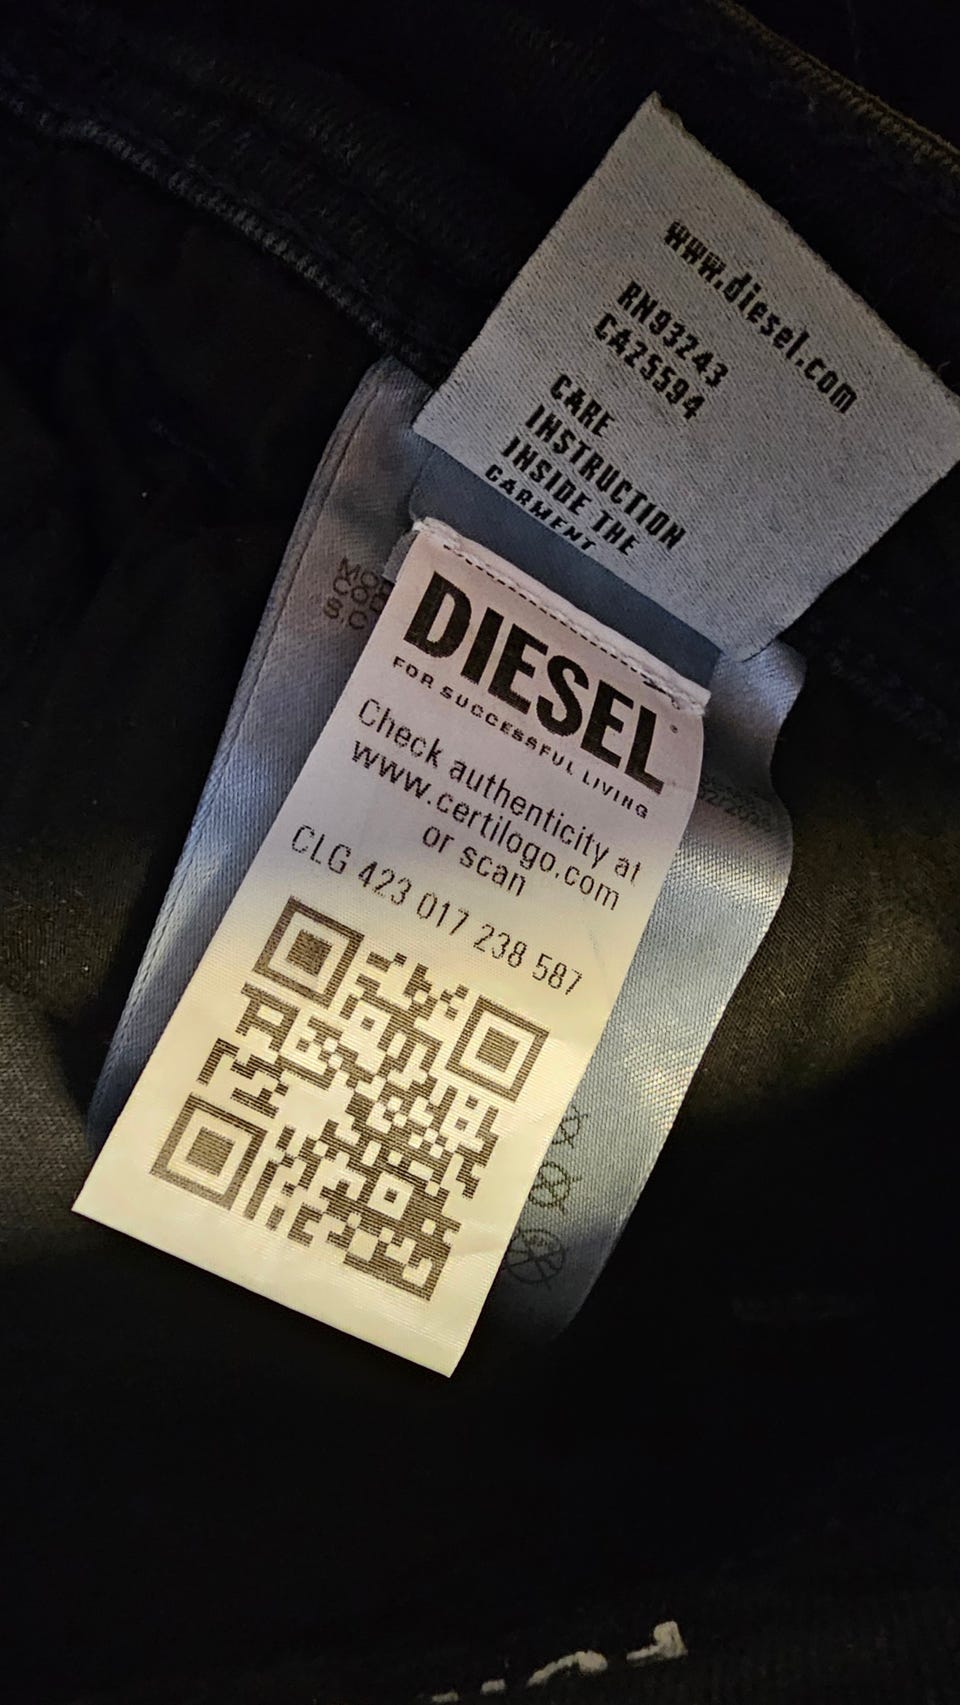 www.diesel.com
RN93243
CA25594
CARE
INSTRUCTION
INSIDE THE
GARMENT
DIESEL
FOR SUCCESSFUL LIVING
Check authenticity at
www.certilogo.com
or scan
CLG 423 017 238 587